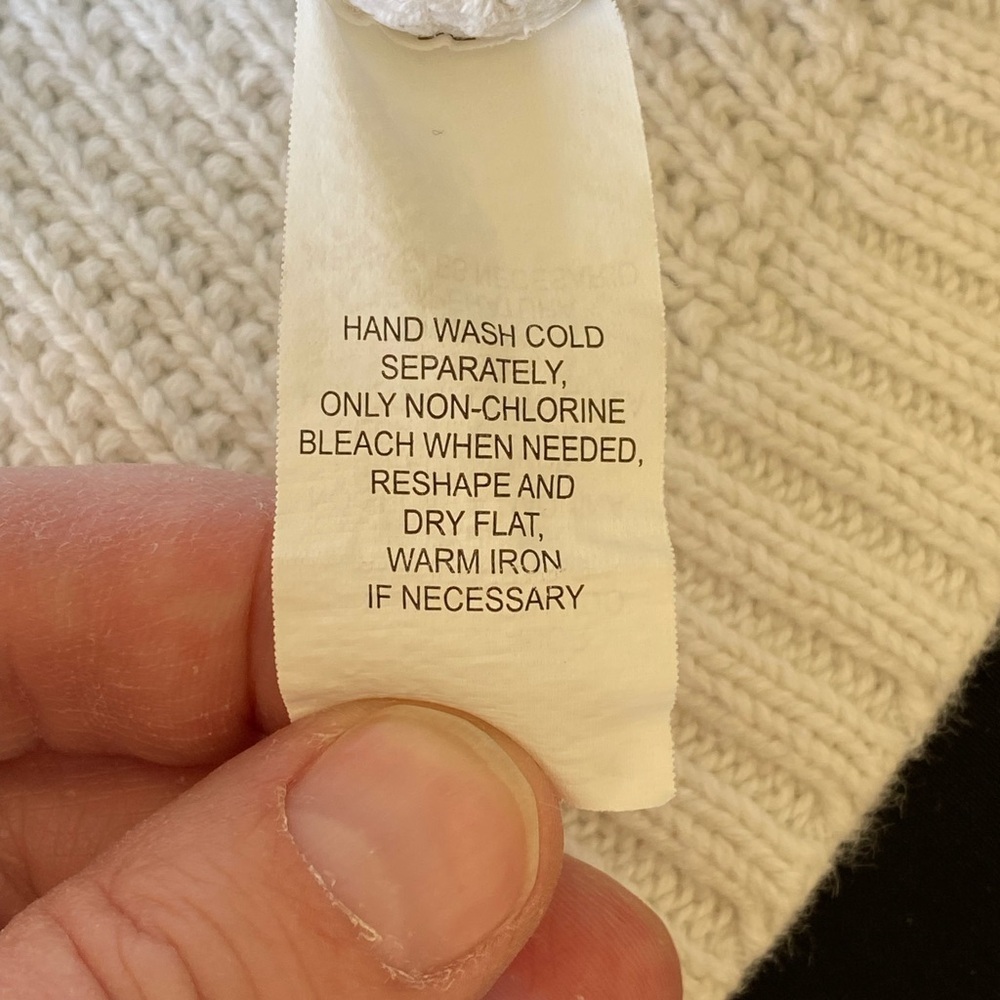 HAND WASH COLD
SEPARATELY,
ONLY NON-CHLORINE
BLEACH WHEN NEEDED,
RESHAPE AND
DRY FLAT,
WARM IRON
IF NECESSARY